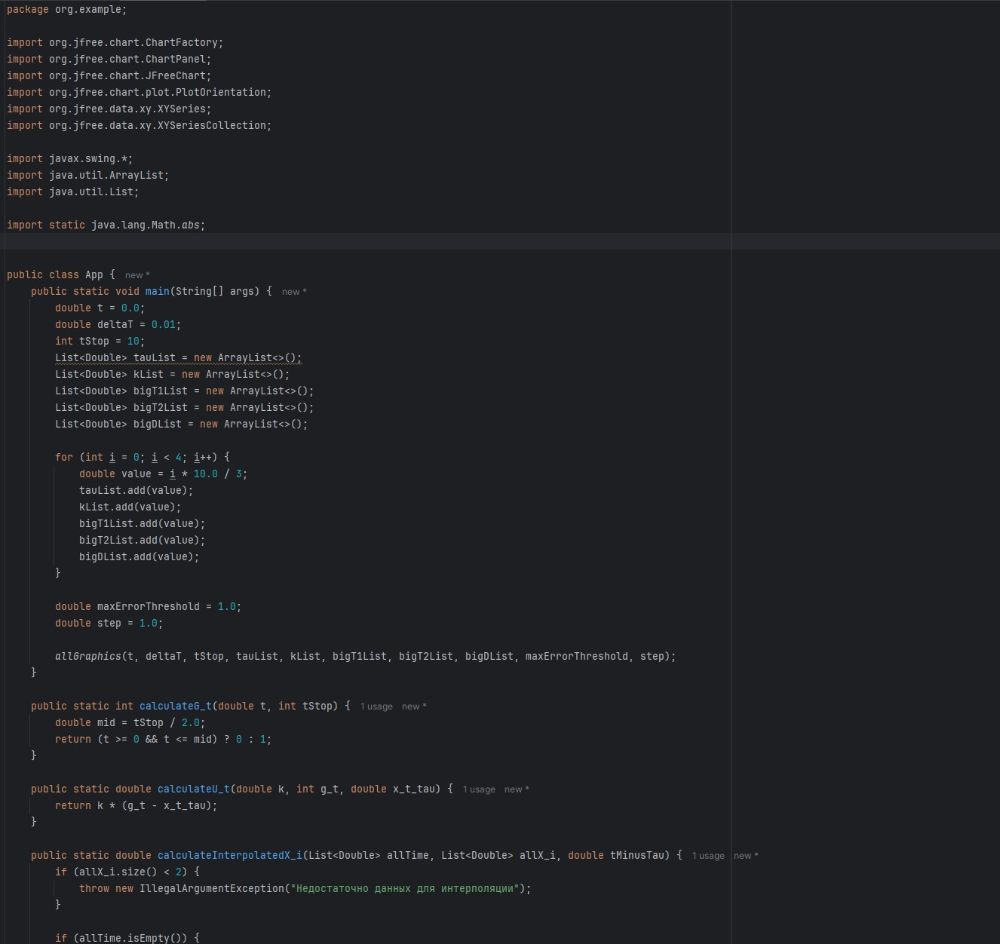 package org.example;
import org.jfree.chart.ChartFactory;
import org.jfree.chart.ChartPanel;
import org.jfree.chart.JFreeChart;
import org.jfree.chart.plot.PlotOrientation;
import org.jfree.data.xy.XYSeries;
import org.jfree.data.xy.XYSeriesCollection;
import javax.swing.*;
import java.util.ArrayList;
import java.util.List;
import static java.lang.Math.abs;
public class App { new *
public static void main(String[] args) { new *
double t = 0.0;
double deltaT = 0.01;
int tStop = 10;
List<Double> tauList = new ArrayList<>();
List<Double> kList = new ArrayList<>();
List<Double> bigT1List = new ArrayList<>();
List<Double> bigT2List = new ArrayList<>();
List<Double> bigDList = new ArrayList<>();
for (int i = 0; i < 4; i++) {
double value = i * 10.0 / 3;
tauList.add(value);
kList.add(value);
bigT1List.add(value);
bigT2List.add(value);
bigDList.add(value);
}
double maxErrorThreshold = 1.0;
double step = 1.0;
allGraphics(t, deltaT, tStop, tauList, kList, bigT1List, bigT2List, bigDList, maxErrorThreshold, step);
}
public static int calculateG_t(double t, int tStop) { 1 usage new *
double mid = tStop / 2.0;
return (t >= 0 && t <= mid) ? 0 : 1;
}
public static double calculateU_t(double k, int g_t, double x_t_tau) { 1 usage new *
return k * (g_t - x_t_tau);
}
public static double calculateInterpolatedX_i(List<Double> allTime, List<Double> allX_i, double tMinusTau) { 1 usage new *
if (allX_i.size() < 2) {
throw new IllegalArgumentException("Недостаточно данных для интерполяции");
}
if (allTime.isEmpty()) {